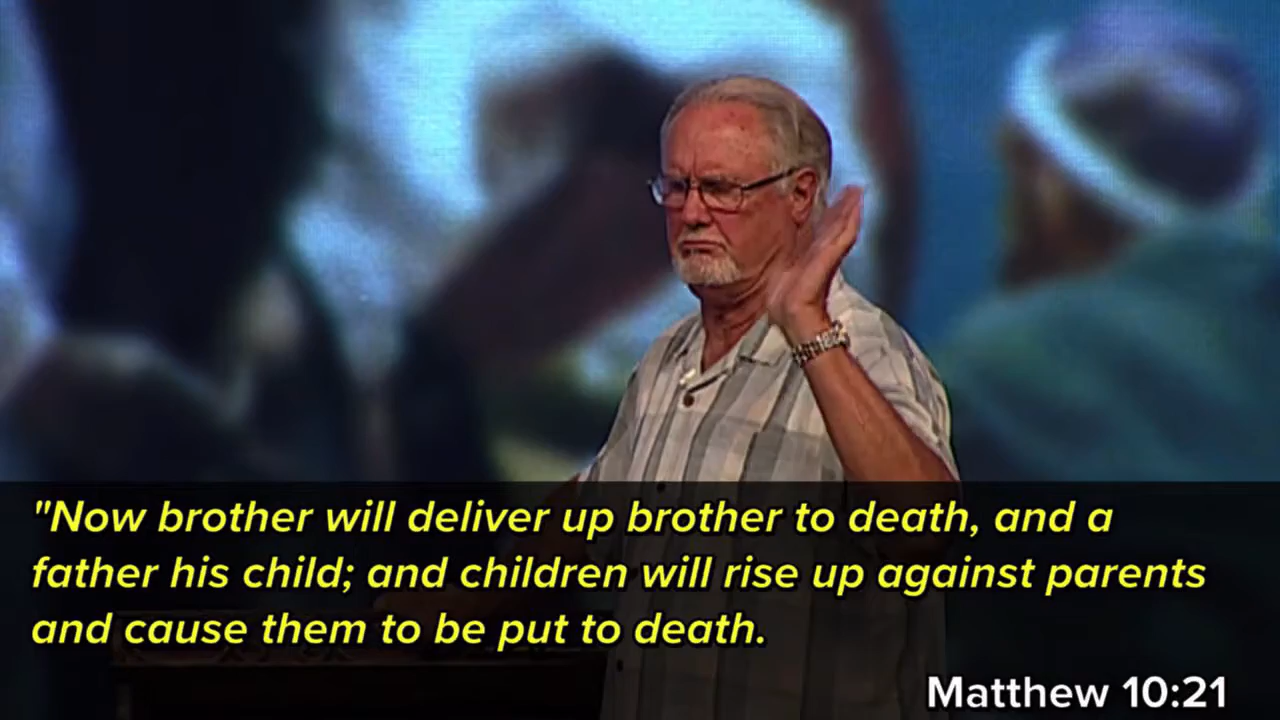 "Now brother will deliver up brother to death, and a
father his child; and children will rise up against parents
and cause them to be put to death.
Matthew 10:21